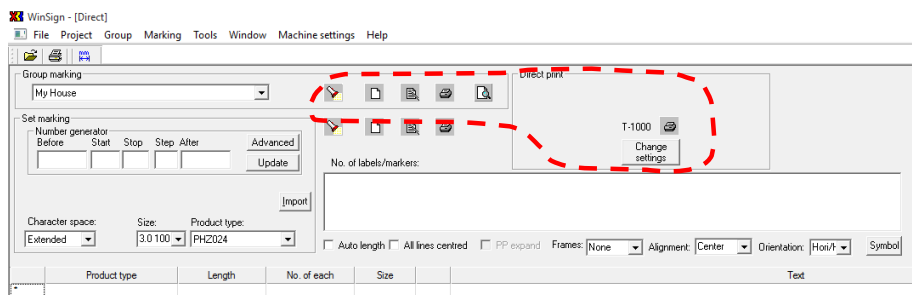 WinSign - [Direct]
File Project Group Marking Tools Window Machine settings Help
Group marking
My House
Direct print
T-1000
Change settings
Set marking
Number generator
Before Start Stop Step After
Advanced
Update
Import
Character space: Size: Product type:
Extended 3.0 100 PHZ024
No. of labels/markers:
Auto length All lines centred PP expand Frames: None Alignment: Center Orientation: Hori/H Symbol
Product type Length No. of each Size Text
*